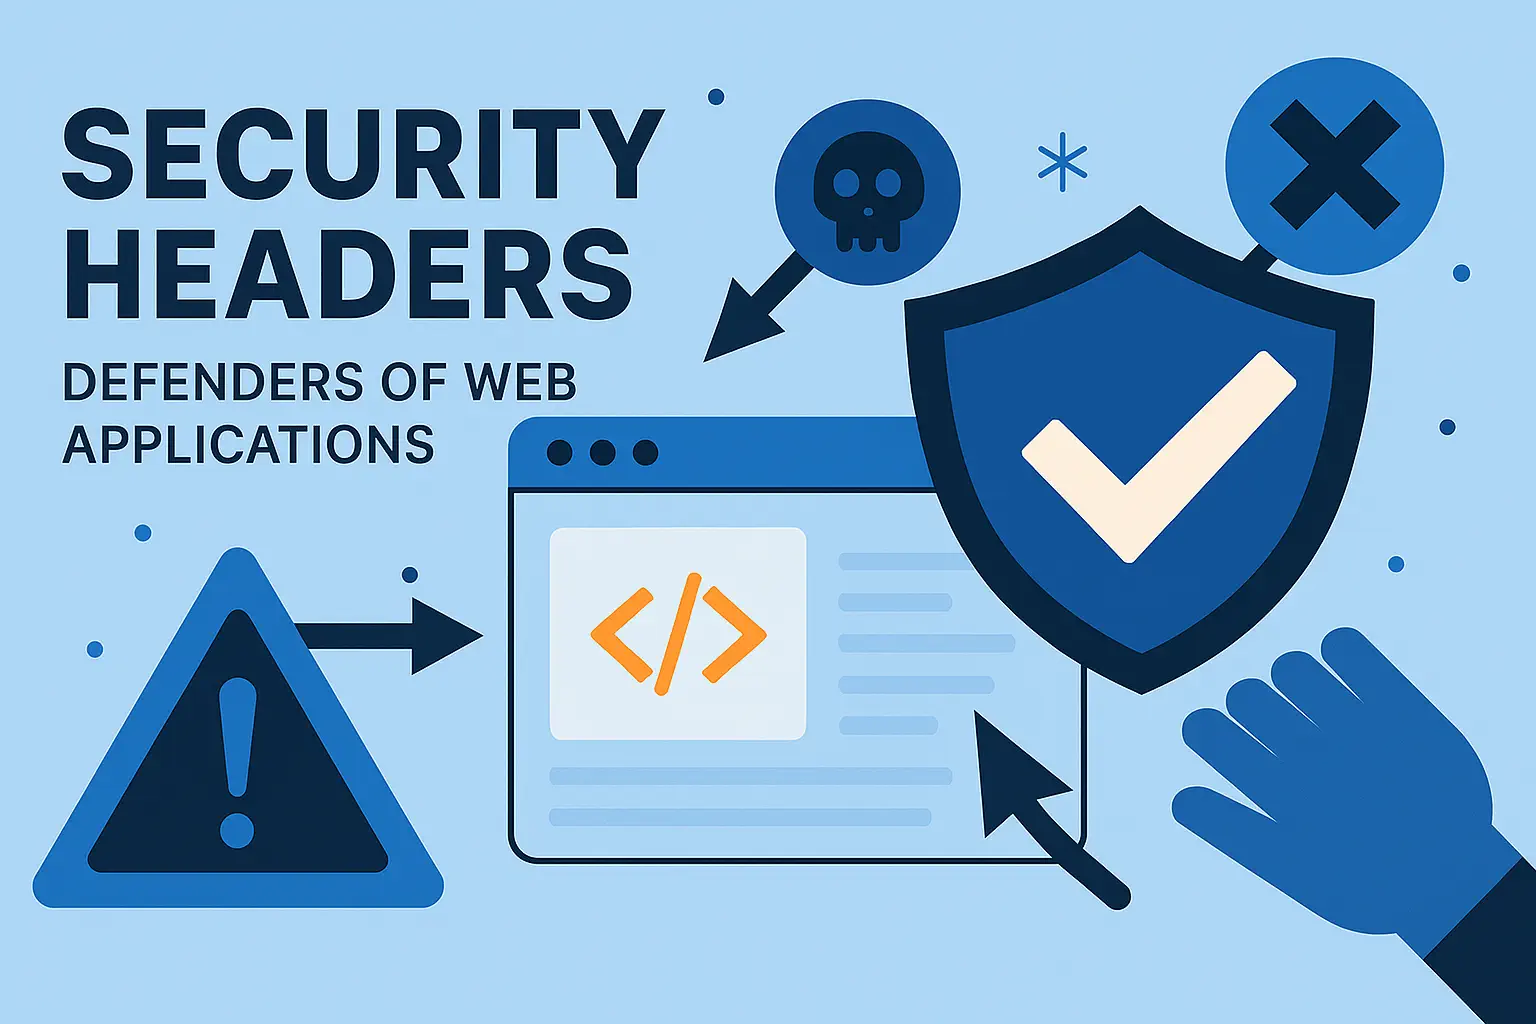 SECURITY
HEADERS
DEFENDERS OF WEB
APPLICATIONS
</>